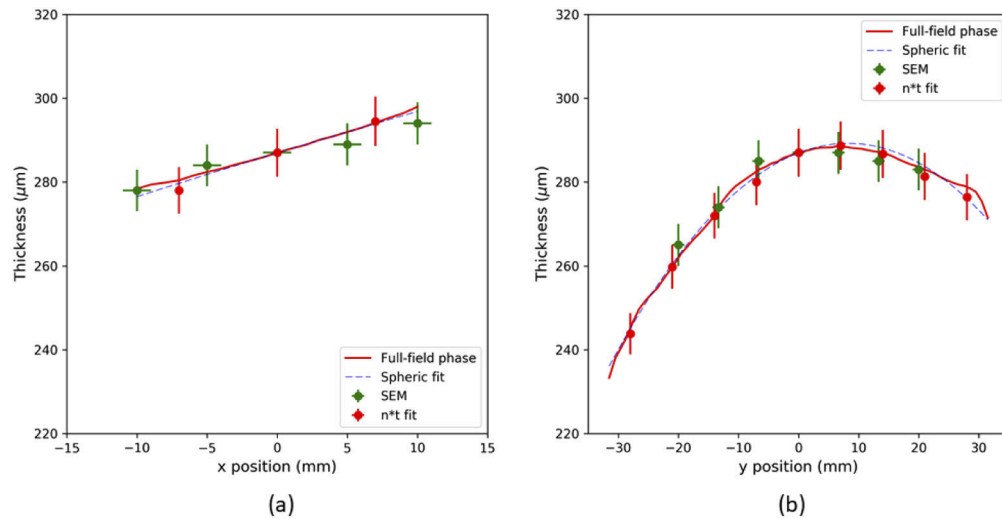 320
300
280
260
240
220
Thickness (μm)
−15 −10 −5 0 5 10 15
x position (mm)
Full-field phase
Spheric fit
SEM
n*t fit
(a)
320
300
280
260
240
220
Thickness (μm)
−30 −20 −10 0 10 20 30
y position (mm)
Full-field phase
Spheric fit
SEM
n*t fit
(b)